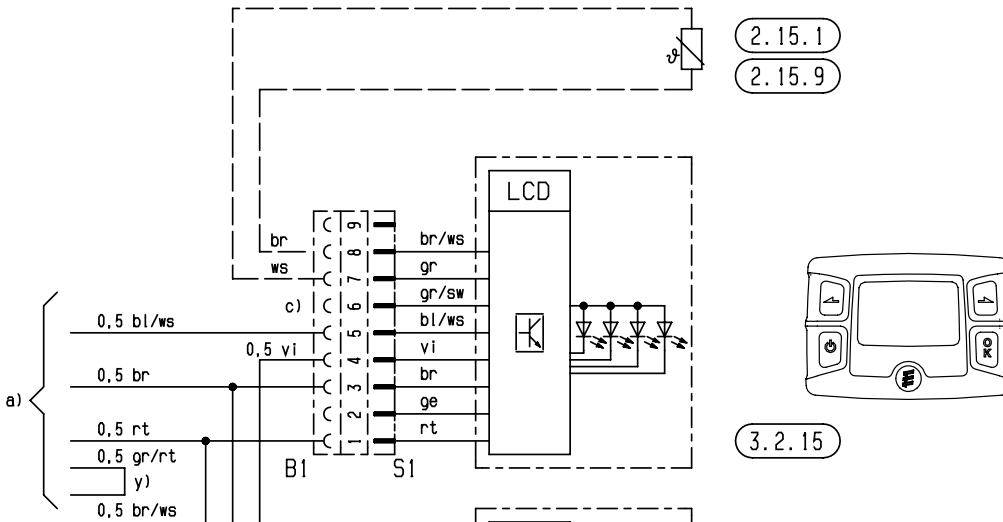 2.15.1
ϑ
2.15.9
LCD
9
br
8
br/ws
ws
7
gr
c)
6
gr/sw
0,5 bl/ws
5
bl/ws
0,5 vi
4
vi
0,5 br
3
br
a)
2
ge
0,5 rt
1
rt
0,5 gr/rt
y)
B1
S1
0,5 br/ws
OK
3.2.15